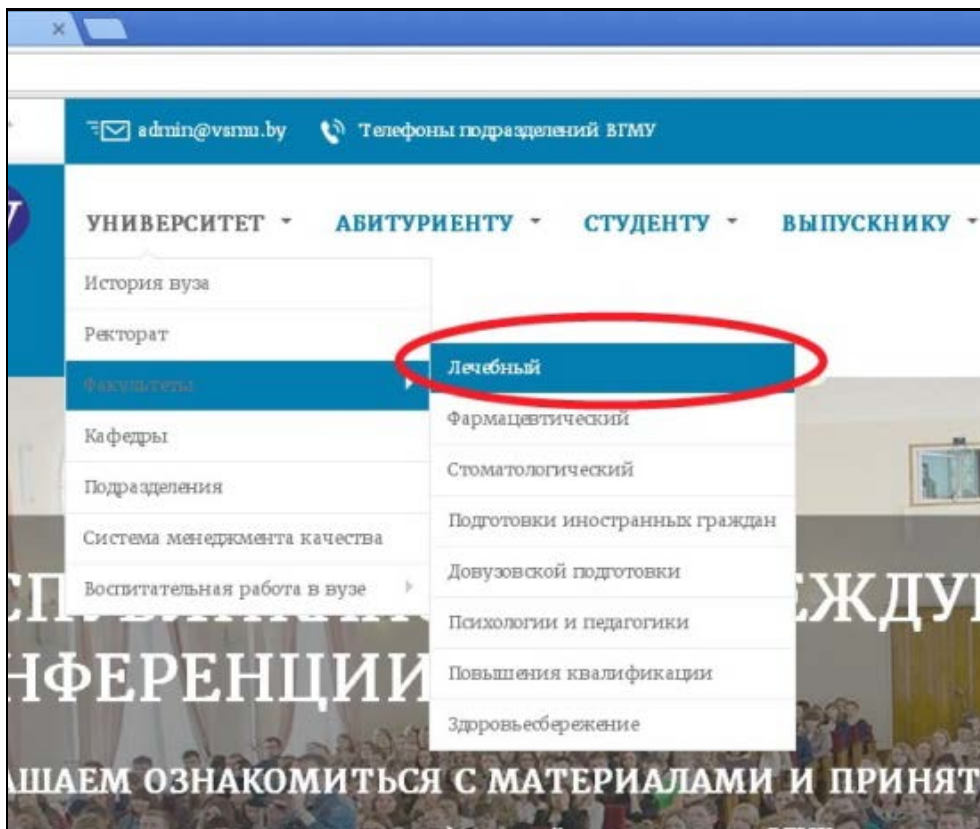 admin@vsmu.by Телефоны подразделений ВГМУ
УНИВЕРСИТЕТ АБИТУРИЕНТУ СТУДЕНТУ ВЫПУСКНИКУ
История вуза
Ректорат
Факультеты
Кафедры
Подразделения
Система менеджмента качества
Воспитательная работа в вузе
Лечебный
Фармацевтический
Стоматологический
Подготовки иностранных граждан
Довузовской подготовки
Психологии и педагогики
Повышения квалификации
Здоровьесбережение
ЕЖДУ
НФЕРЕНЦИИ
АШАЕМ ОЗНАКОМИТЬСЯ С МАТЕРИАЛАМИ И ПРИНЯТ